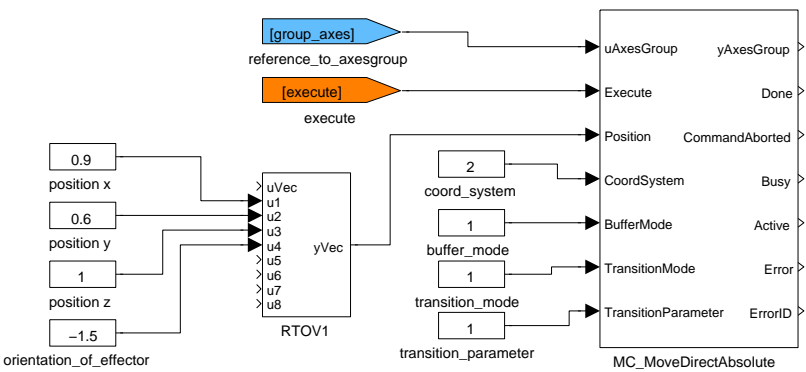 [group_axes]
reference_to_axesgroup
[execute]
execute
0.9
position x
0.6
position y
1
position z
−1.5
orientation_of_effector
uVec
u1
u2
u3
u4
u5
u6
u7
u8
yVec
RTOV1
2
coord_system
1
buffer_mode
1
transition_mode
1
transition_parameter
uAxesGroup yAxesGroup
Execute Done
Position CommandAborted
CoordSystem Busy
BufferMode Active
TransitionMode Error
TransitionParameter ErrorID
MC_MoveDirectAbsolute